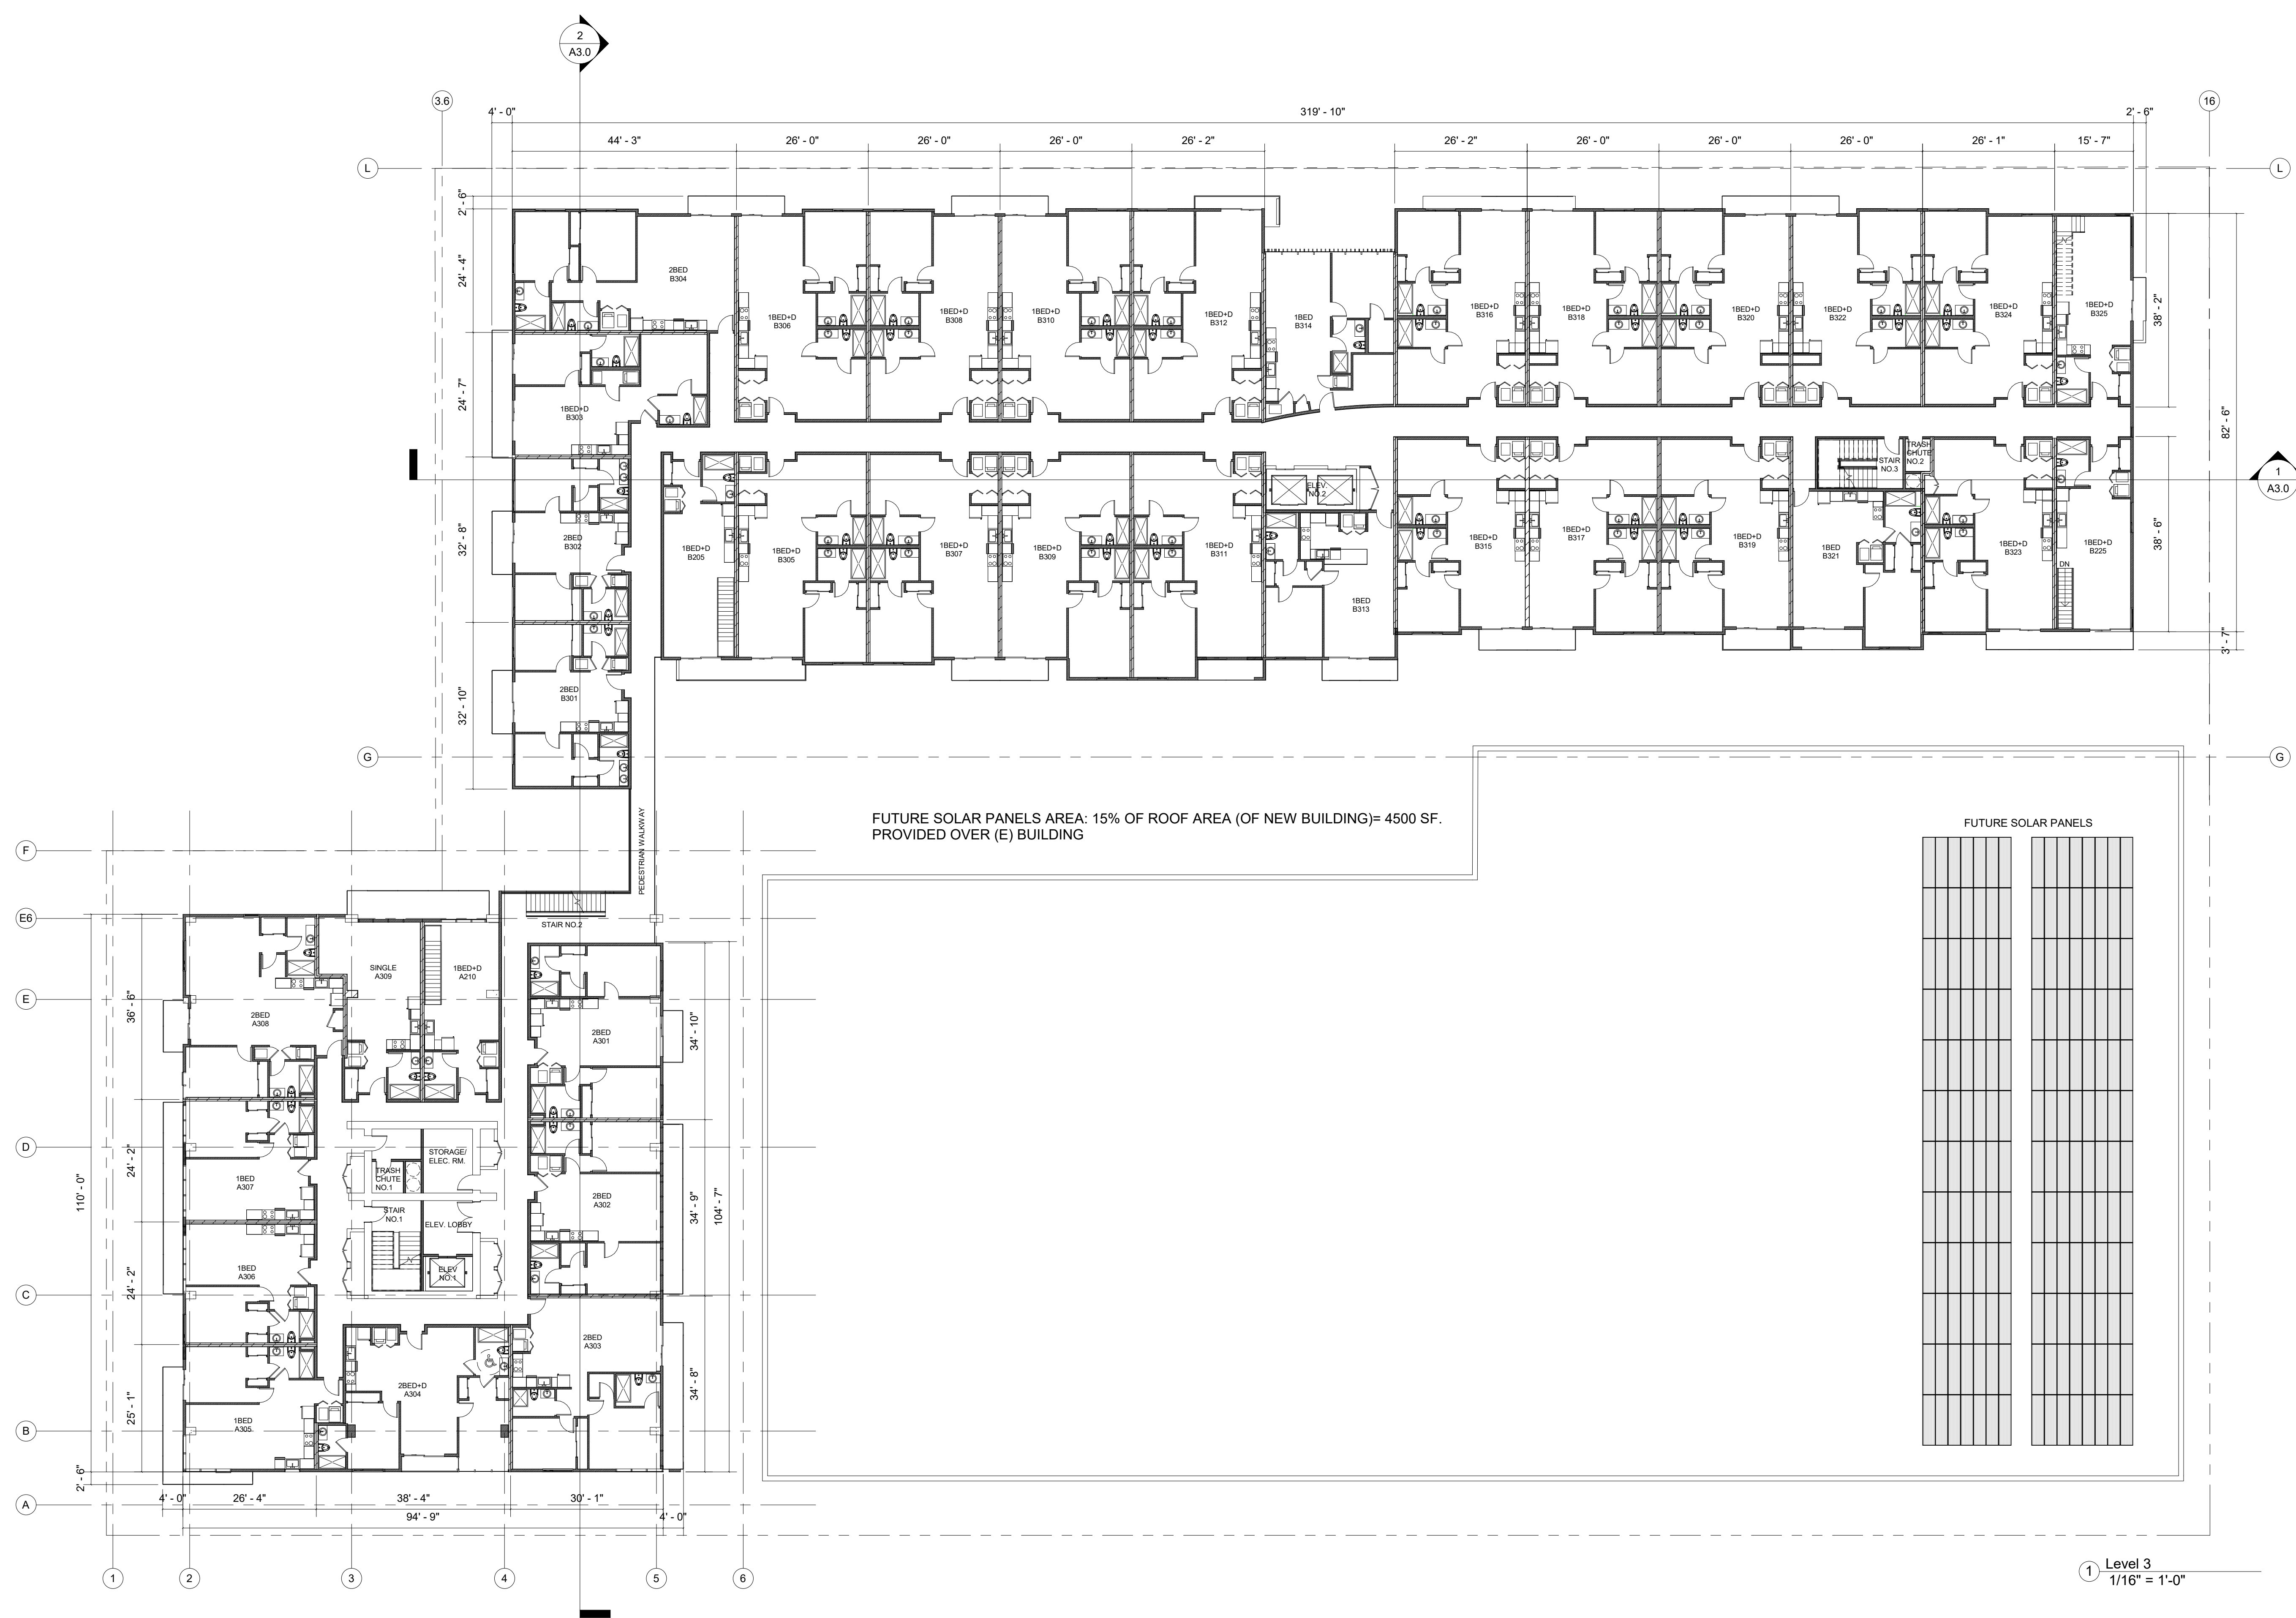 2
A3.0
3.6
16
4' - 0"
319' - 10"
2' - 6"
44' - 3"
26' - 0"
26' - 0"
26' - 0"
26' - 2"
26' - 2"
26' - 0"
26' - 0"
26' - 0"
26' - 1"
15' - 7"
L
L
2' - 6"
24' - 4"
24' - 7"
32' - 8"
32' - 10"
38' - 2"
82' - 6"
38' - 6"
3' - 7"
2BED
B304
1BED+D
B306
1BED+D
B308
1BED+D
B310
1BED+D
B312
1BED
B314
1BED+D
B316
1BED+D
B318
1BED+D
B320
1BED+D
B322
1BED+D
B324
1BED+D
B325
1BED+D
B303
2BED
B302
2BED
B301
1BED+D
B205
1BED+D
B305
1BED+D
B307
1BED+D
B309
1BED+D
B311
ELEV.
NO.2
1BED
B313
1BED+D
B315
1BED+D
B317
1BED+D
B319
1BED
B321
STAIR
NO.3
TRASH
CHUTE
NO.2
1BED+D
B323
1BED+D
B225
DN
1
A3.0
G
G
PEDESTRIAN WALKWAY
FUTURE SOLAR PANELS AREA: 15% OF ROOF AREA (OF NEW BUILDING)= 4500 SF.
PROVIDED OVER (E) BUILDING
FUTURE SOLAR PANELS
F
E6
E
D
C
B
A
STAIR NO.2
SINGLE
A309
1BED+D
A210
2BED
A308
2BED
A301
1BED
A307
TRASH
CHUTE
NO.1
STORAGE/
ELEC. RM.
STAIR
NO.1
ELEV. LOBBY
ELEV
NO.1
2BED
A302
1BED
A306
2BED
A303
2BED+D
A304
1BED
A305
36' - 6"
24' - 2"
110' - 0"
24' - 2"
25' - 1"
2' - 6"
34' - 10"
34' - 9"
104' - 7"
34' - 8"
4' - 0"
26' - 4"
38' - 4"
30' - 1"
94' - 9"
4' - 0"
1
2
3
4
5
6
1
Level 3
1/16" = 1'-0"